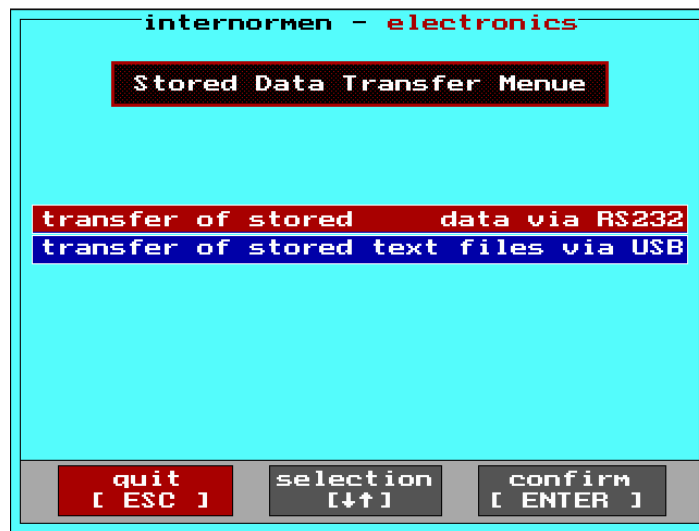 internormen - electronics
Stored Data Transfer Menue
transfer of stored data via RS232
transfer of stored text files via USB
quit selection confirm
[ ESC ] [↓↑] [ ENTER ]